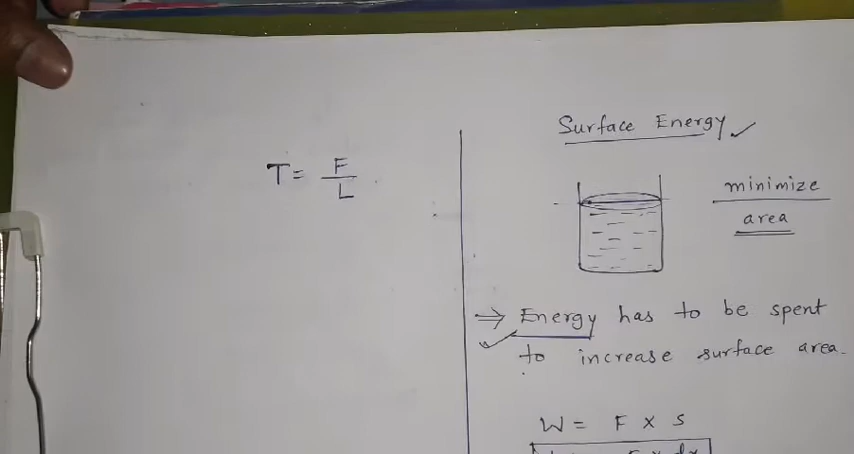 T = F / L
Surface Energy
minimize
area
⇒ Energy has to be spent
to increase surface area.
W = F × s